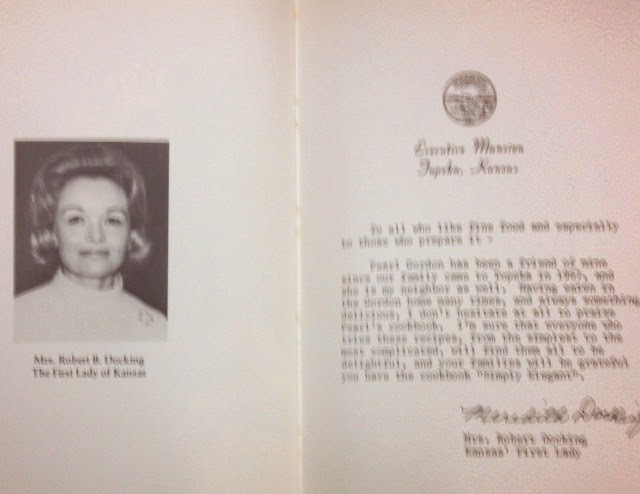 Mrs. Robert B. Docking
The First Lady of Kansas
Executive Mansion
Topeka, Kansas
To all who like fine food and especially
to those who prepare it :
Pearl Gordon has been a friend of mine
since our family came to Topeka in 1967, and
she is my neighbor as well. Having eaten in
the Gordon home many times, and always something
delicious, I don't hesitate at all to praise
Pearl's cookbook. I'm sure that everyone who
tries these recipes, from the simplest to the
most complicated, will find them all to be
delightful, and your families will be grateful
you have the cookbook "Simply Elegant".
Meredith Docking
Mrs. Robert Docking
Kansas' First Lady